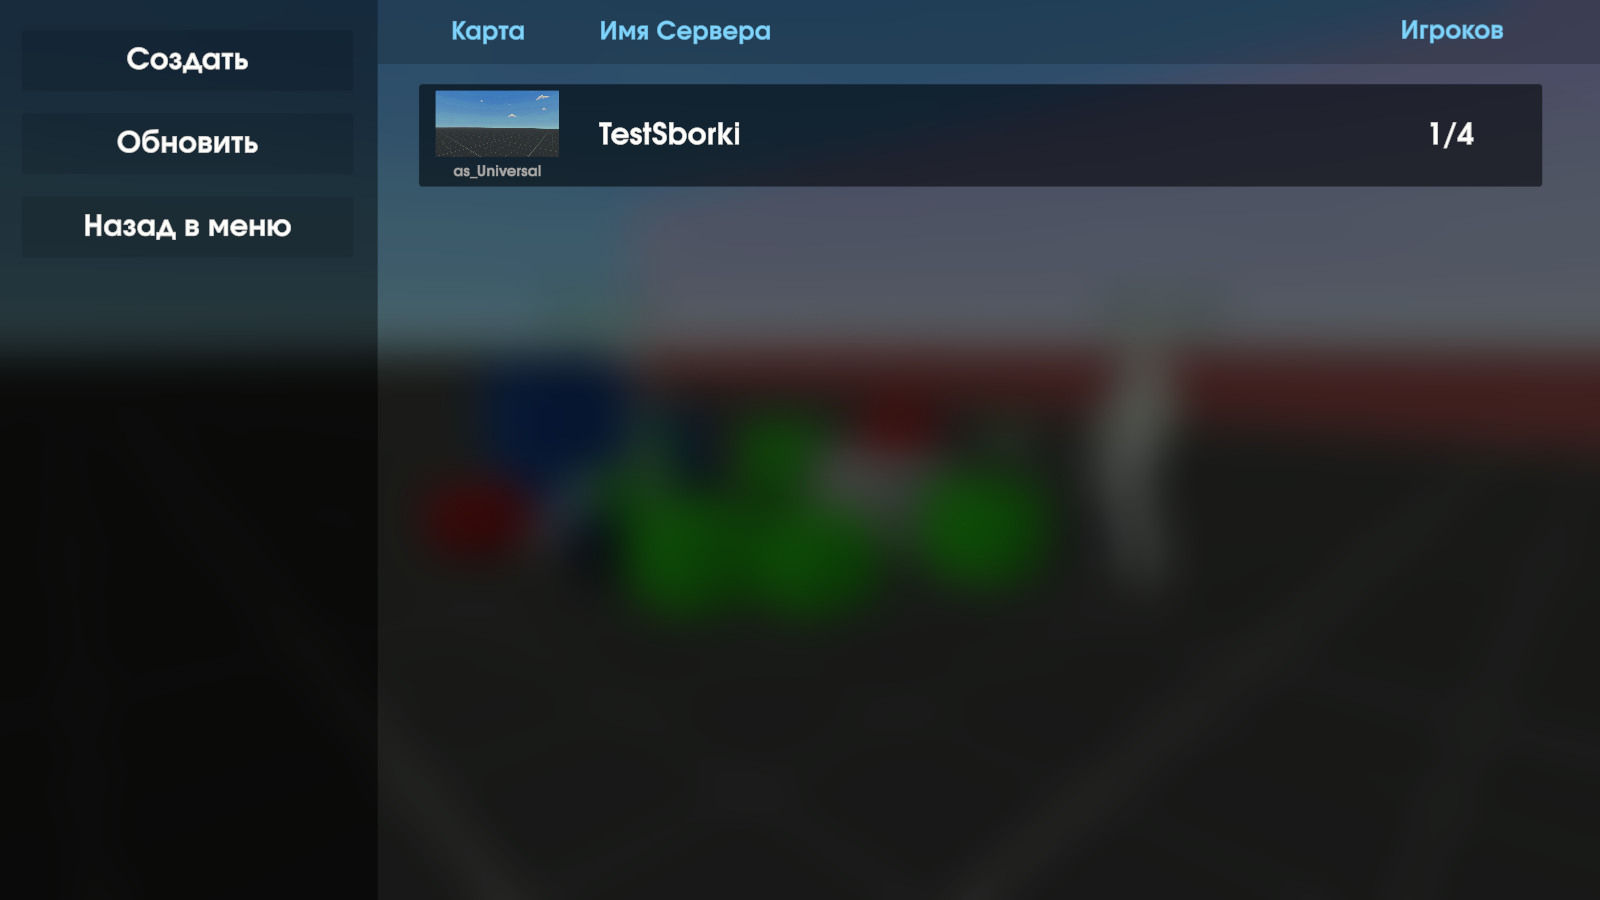 Создать
Обновить
Назад в меню
Карта Имя Сервера Игроков
TestSborki 1/4
as_Universal